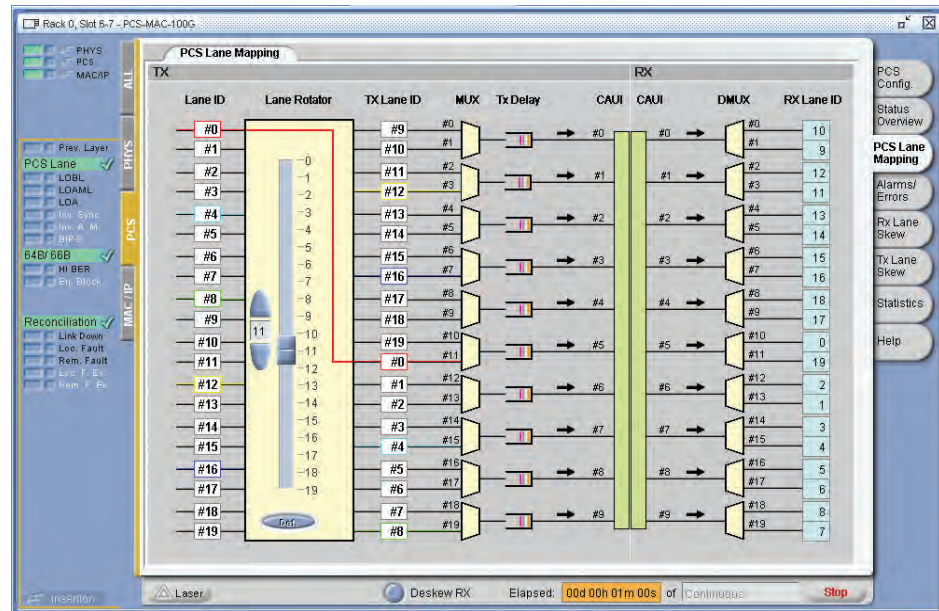 Rack 0, Slot 6-7 - PCS-MAC-100G
PHYS
PCS
MAC/IP
Prev. Layer
PCS Lane
LOBL
LOAML
LOA
Inv. Sync
Inv. A. M.
BIP-8
64B/66B
HI BER
Err. Block
Reconciliation
Link Down
Loc. Fault
Rem. Fault
Loc. F. Ex.
Rem. F. Ex
Insertion
ALL
PHYS
PCS
MAC/IP
PCS Lane Mapping
TX RX
Lane ID Lane Rotator TX Lane ID MUX Tx Delay CAUI CAUI DMUX RX Lane ID
#0 #9 #0 #0 #0 #0 10
#1 #10 #1 #1 9
#2 #11 #2 #1 #1 #2 12
#3 #12 #3 #3 11
#4 #13 #4 #2 #2 #4 13
#5 #14 #5 #5 14
#6 #15 #6 #3 #3 #6 15
#7 #16 #7 #7 16
#8 #17 #8 #4 #4 #8 18
#9 #18 #9 #9 17
#10 #19 #10 #5 #5 #10 0
#11 #0 #11 #11 19
#12 #1 #12 #6 #6 #12 2
#13 #2 #13 #13 1
#14 #3 #14 #7 #7 #14 3
#15 #4 #15 #15 4
#16 #5 #16 #8 #8 #16 5
#17 #6 #17 #17 6
#18 #7 #18 #9 #9 #18 8
#19 #8 #19 #19 7
0
1
2
3
4
5
6
7
8
9
10
11
12
13
14
15
16
17
18
19
11
Def
PCS Config.
Status Overview
PCS Lane Mapping
Alarms/ Errors
Rx Lane Skew
Tx Lane Skew
Statistics
Help
Laser Deskew RX Elapsed: 00d 00h 01m 00s of Continuous Stop